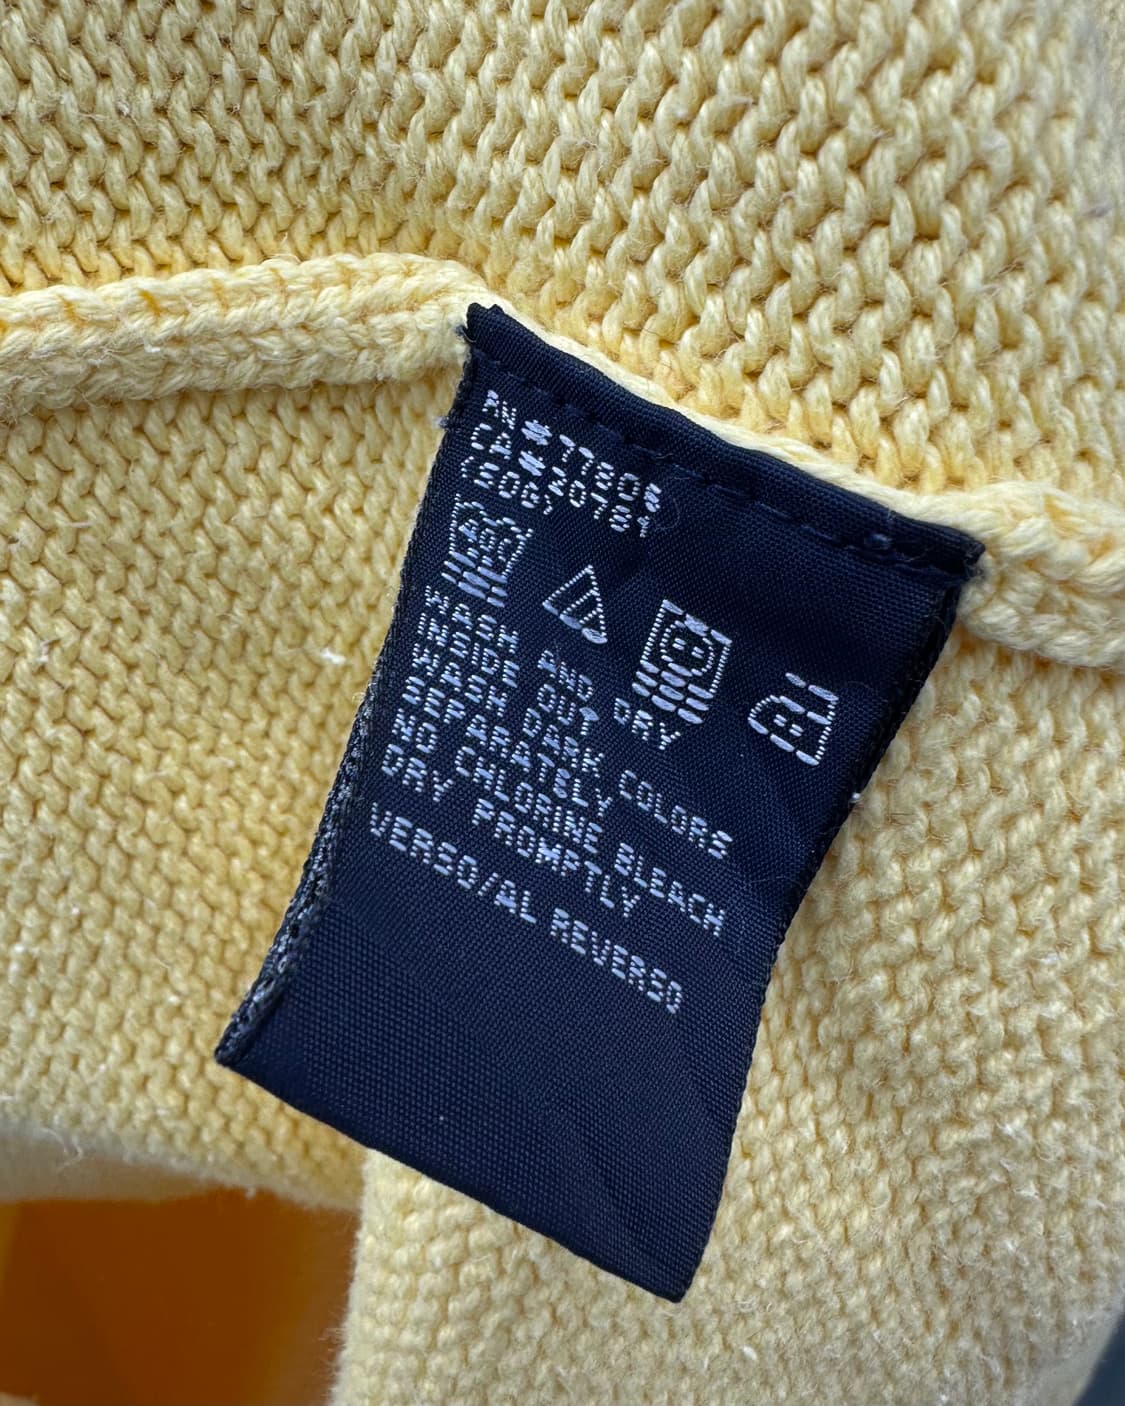 RN#77806
CA#20781
(SOG)
WASH AND DRY
INSIDE OUT
WASH DARK COLORS
SEPARATELY
NO CHLORINE BLEACH
DRY PROMPTLY
VERSO/AL REVERSO